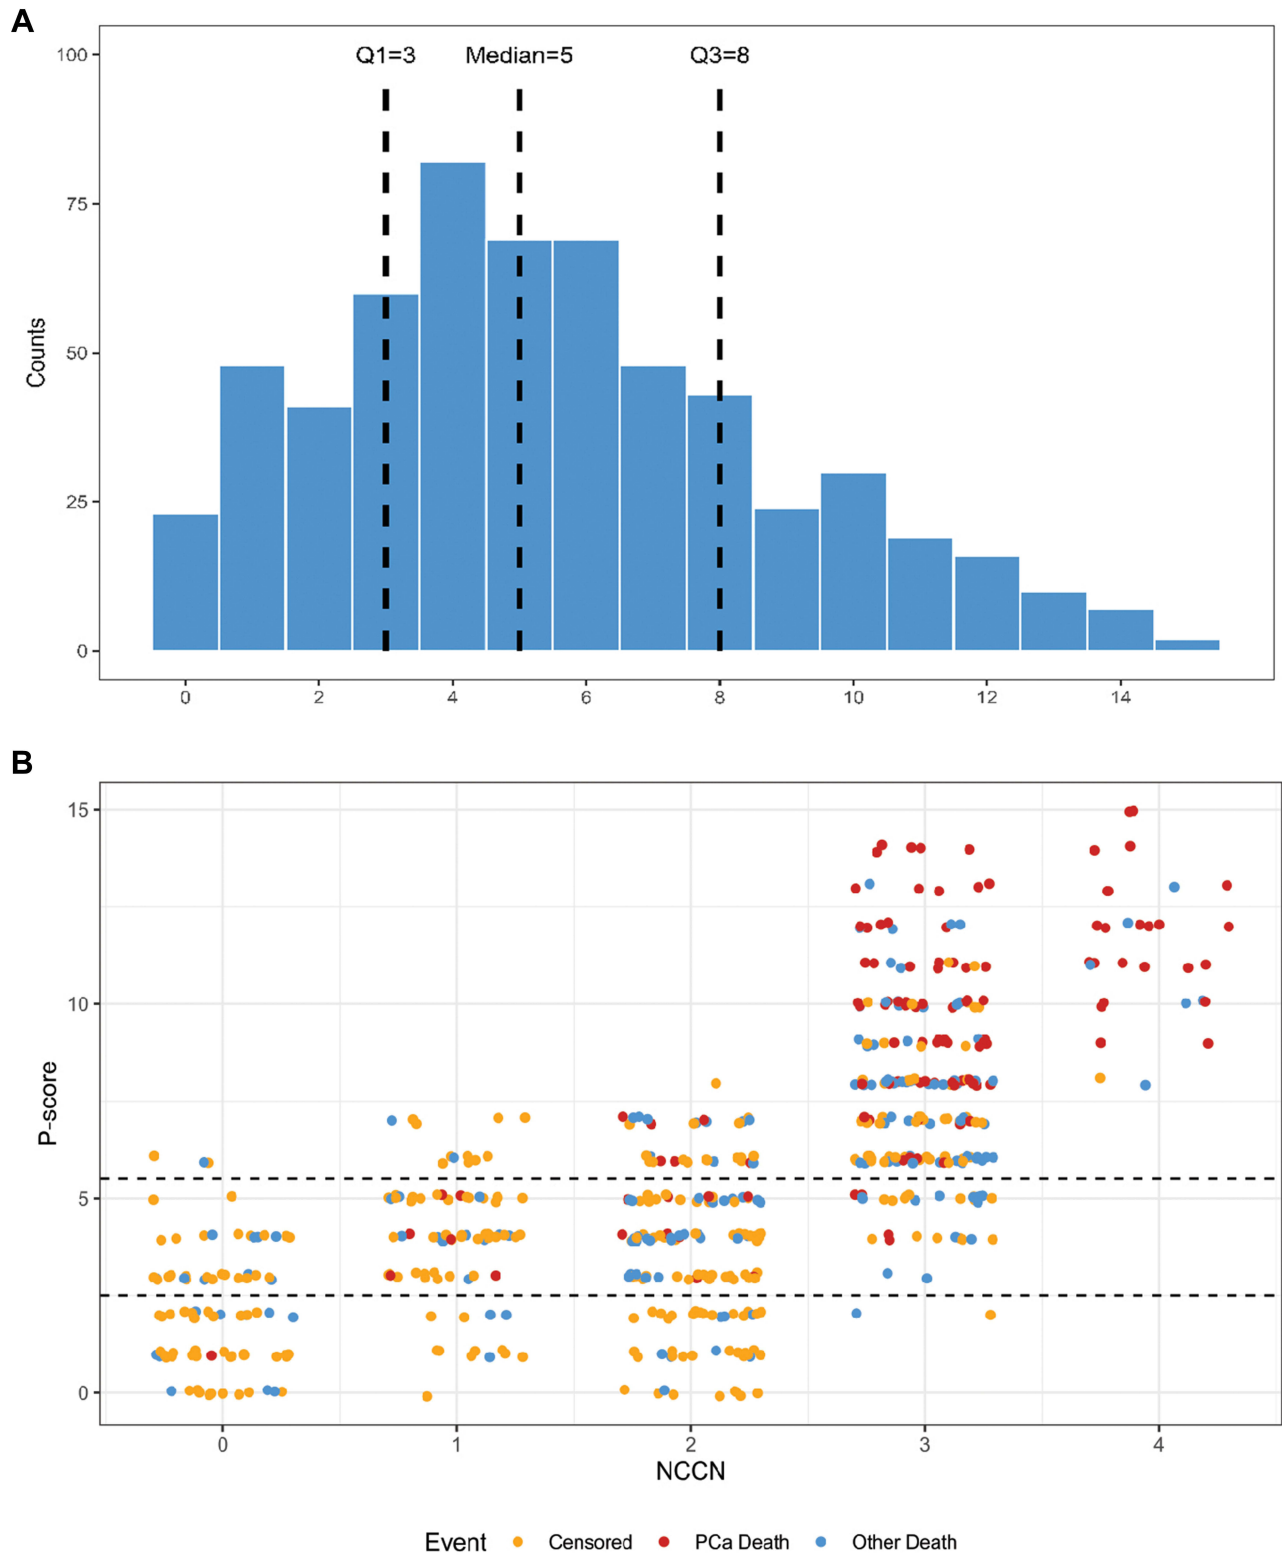 A
Q1=3 Median=5 Q3=8
100
75
50
25
0
Counts
0 2 4 6 8 10 12 14
B
15
10
5
0
P-score
0 1 2 3 4
NCCN
Event Censored PCa Death Other Death